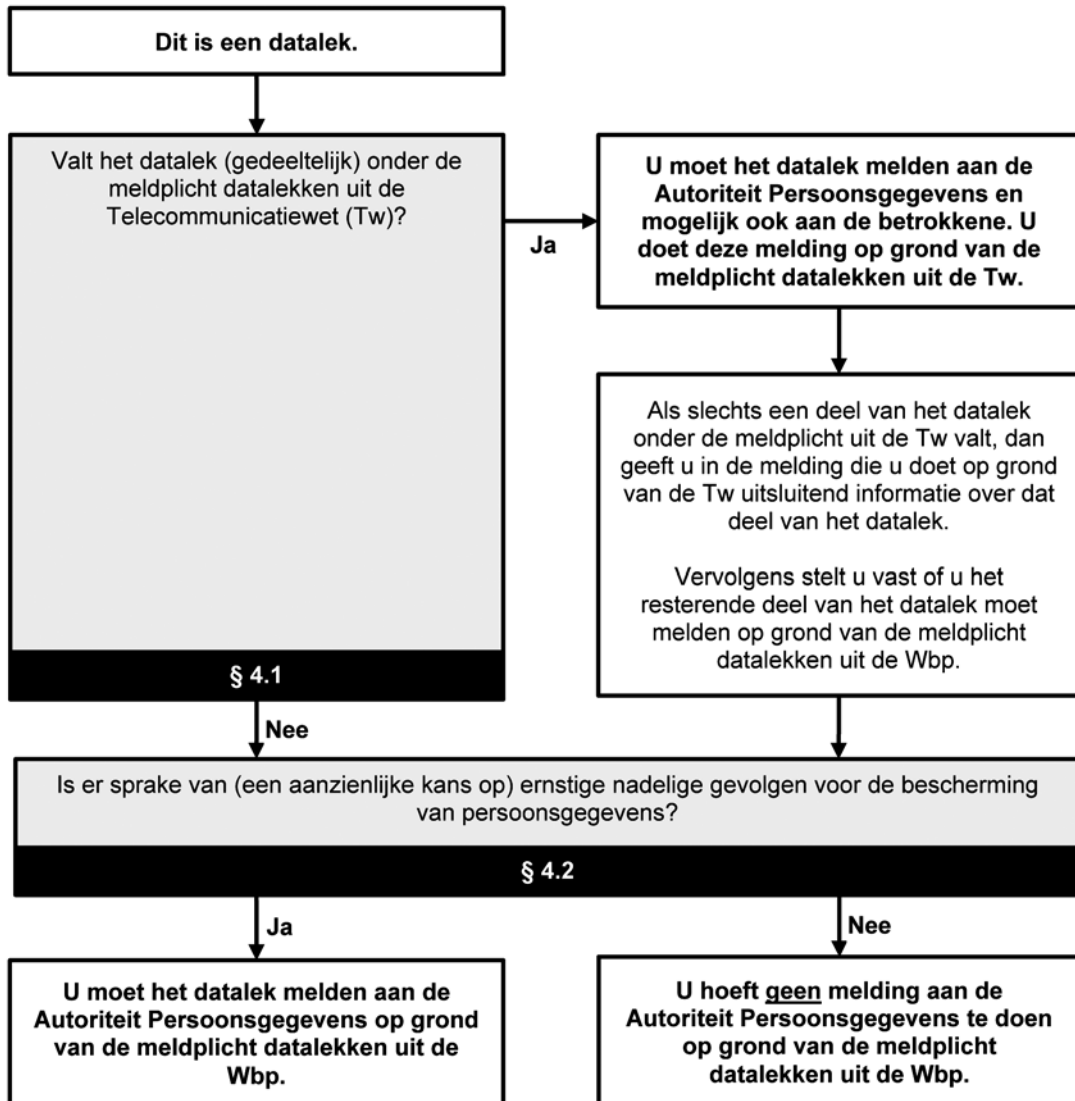 Dit is een datalek.
Valt het datalek (gedeeltelijk) onder de
meldplicht datalekken uit de
Telecommunicatiewet (Tw)?
§ 4.1
Ja
U moet het datalek melden aan de
Autoriteit Persoonsgegevens en
mogelijk ook aan de betrokkene. U
doet deze melding op grond van de
meldplicht datalekken uit de Tw.
Als slechts een deel van het datalek
onder de meldplicht uit de Tw valt, dan
geeft u in de melding die u doet op grond
van de Tw uitsluitend informatie over dat
deel van het datalek.
Vervolgens stelt u vast of u het
resterende deel van het datalek moet
melden op grond van de meldplicht
datalekken uit de Wbp.
Nee
Is er sprake van (een aanzienlijke kans op) ernstige nadelige gevolgen voor de bescherming
van persoonsgegevens?
§ 4.2
Ja
Nee
U moet het datalek melden aan de
Autoriteit Persoonsgegevens op grond
van de meldplicht datalekken uit de
Wbp.
U hoeft geen melding aan de
Autoriteit Persoonsgegevens te doen
op grond van de meldplicht
datalekken uit de Wbp.